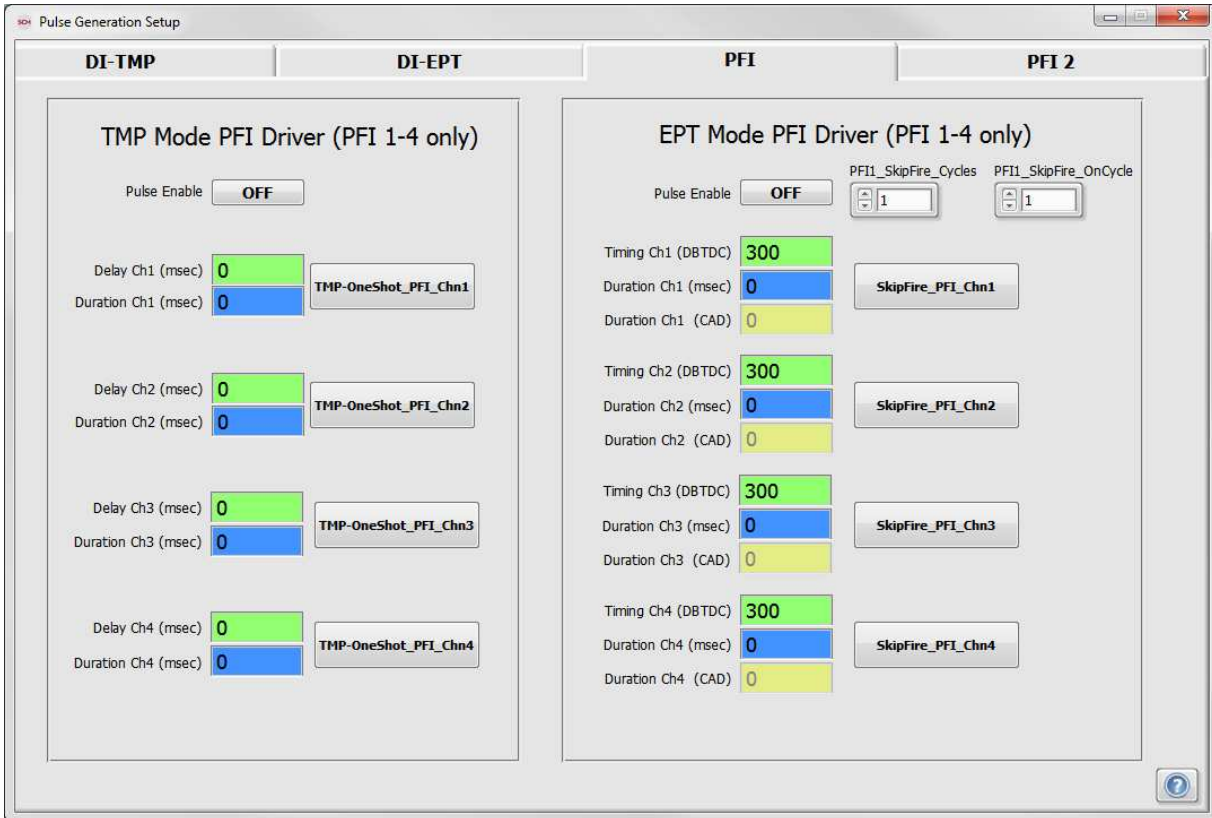 SCM Pulse Generation Setup
DI-TMP DI-EPT PFI PFI 2
TMP Mode PFI Driver (PFI 1-4 only)
Pulse Enable OFF
Delay Ch1 (msec) 0
Duration Ch1 (msec) 0
TMP-OneShot_PFI_Chn1
Delay Ch2 (msec) 0
Duration Ch2 (msec) 0
TMP-OneShot_PFI_Chn2
Delay Ch3 (msec) 0
Duration Ch3 (msec) 0
TMP-OneShot_PFI_Chn3
Delay Ch4 (msec) 0
Duration Ch4 (msec) 0
TMP-OneShot_PFI_Chn4
EPT Mode PFI Driver (PFI 1-4 only)
PFI1_SkipFire_Cycles PFI1_SkipFire_OnCycle
Pulse Enable OFF 1 1
Timing Ch1 (DBTDC) 300
Duration Ch1 (msec) 0
SkipFire_PFI_Chn1
Duration Ch1 (CAD) 0
Timing Ch2 (DBTDC) 300
Duration Ch2 (msec) 0
SkipFire_PFI_Chn2
Duration Ch2 (CAD) 0
Timing Ch3 (DBTDC) 300
Duration Ch3 (msec) 0
SkipFire_PFI_Chn3
Duration Ch3 (CAD) 0
Timing Ch4 (DBTDC) 300
Duration Ch4 (msec) 0
SkipFire_PFI_Chn4
Duration Ch4 (CAD) 0
?